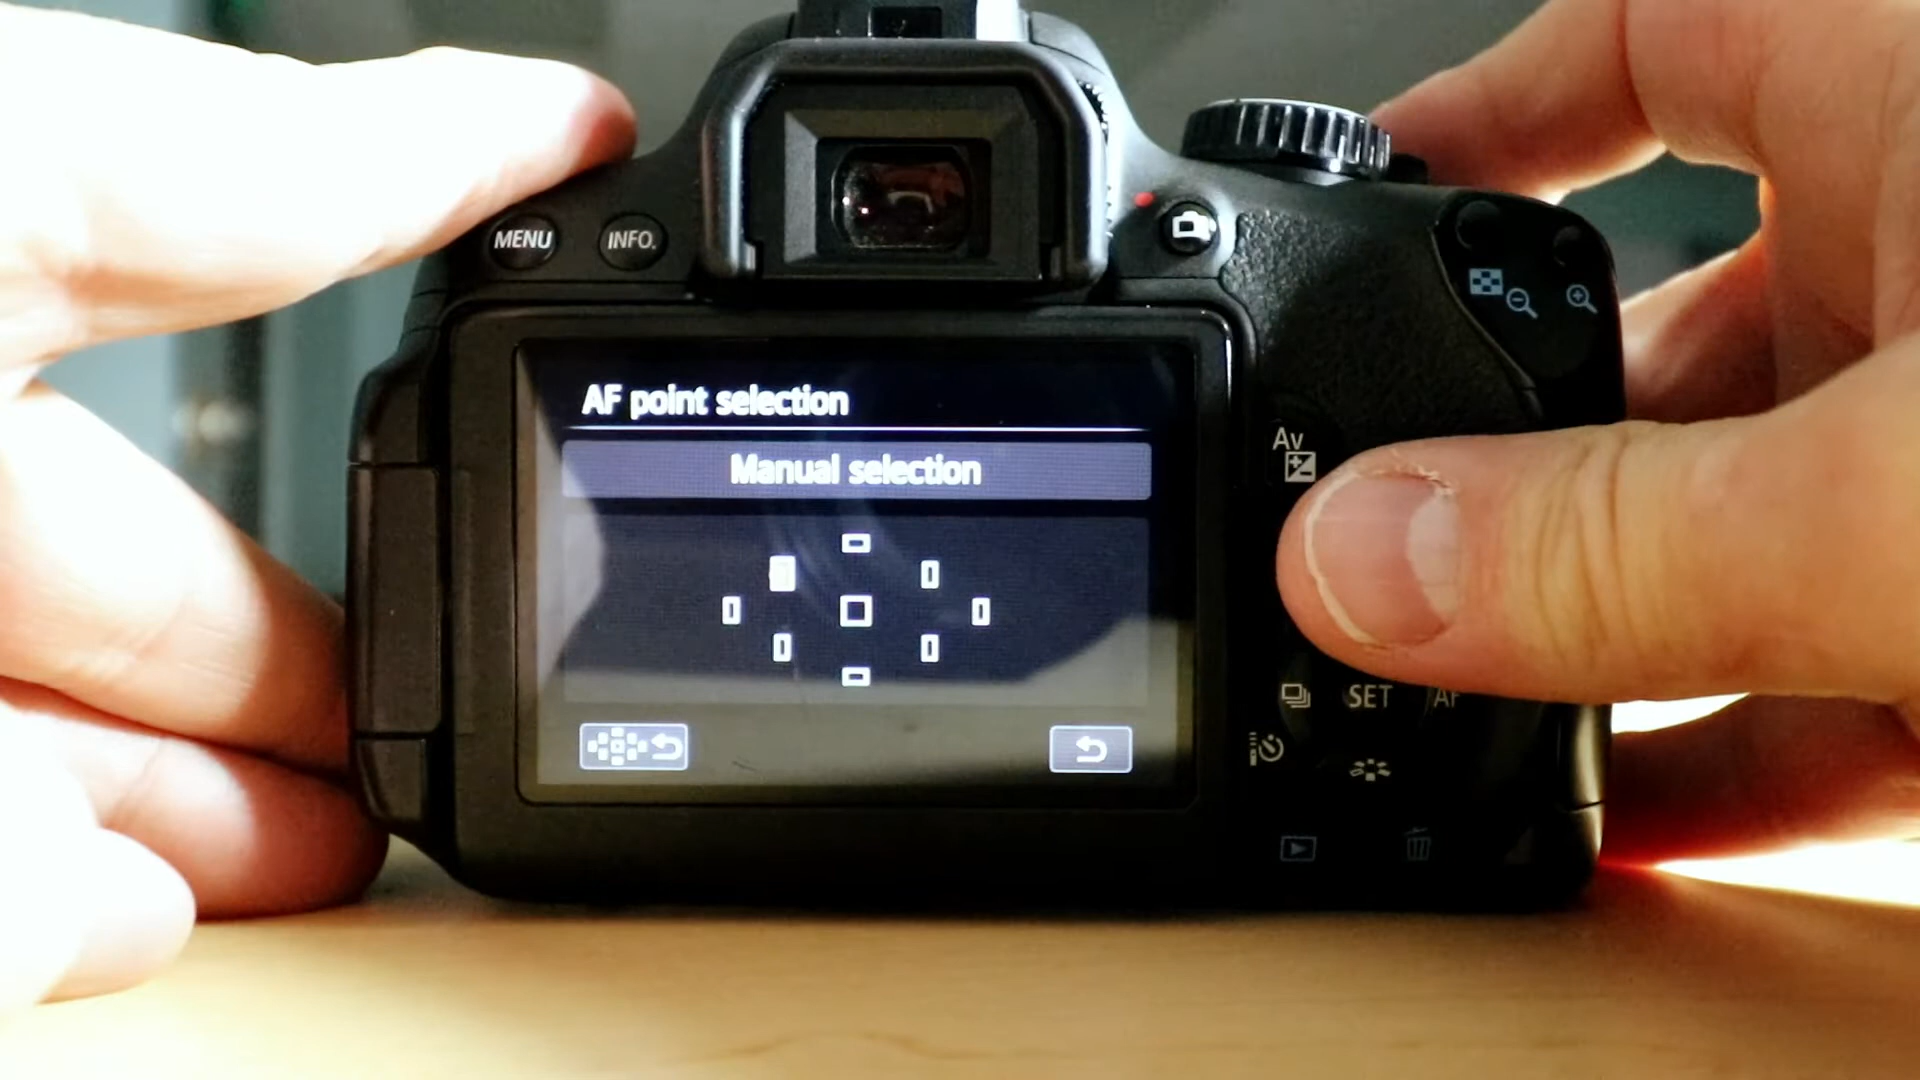 MENU INFO.
AF point selection
Manual selection
Av
SET AF